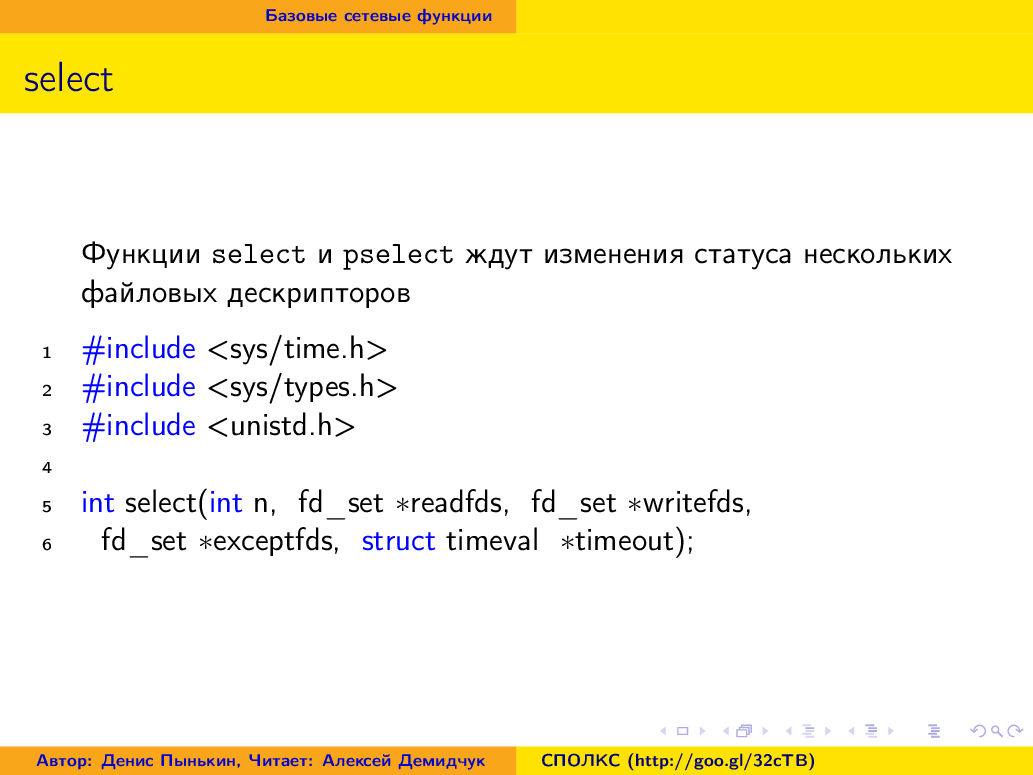 Базовые сетевые функции
select
Функции select и pselect ждут изменения статуса нескольких
файловых дескрипторов
1 #include <sys/time.h>
2 #include <sys/types.h>
3 #include <unistd.h>
4
5 int select(int n, fd_set *readfds, fd_set *writefds,
6 fd_set *exceptfds, struct timeval *timeout);
Автор: Денис Пынькин, Читает: Алексей Демидчук
СПОЛКС (http://goo.gl/32cTB)